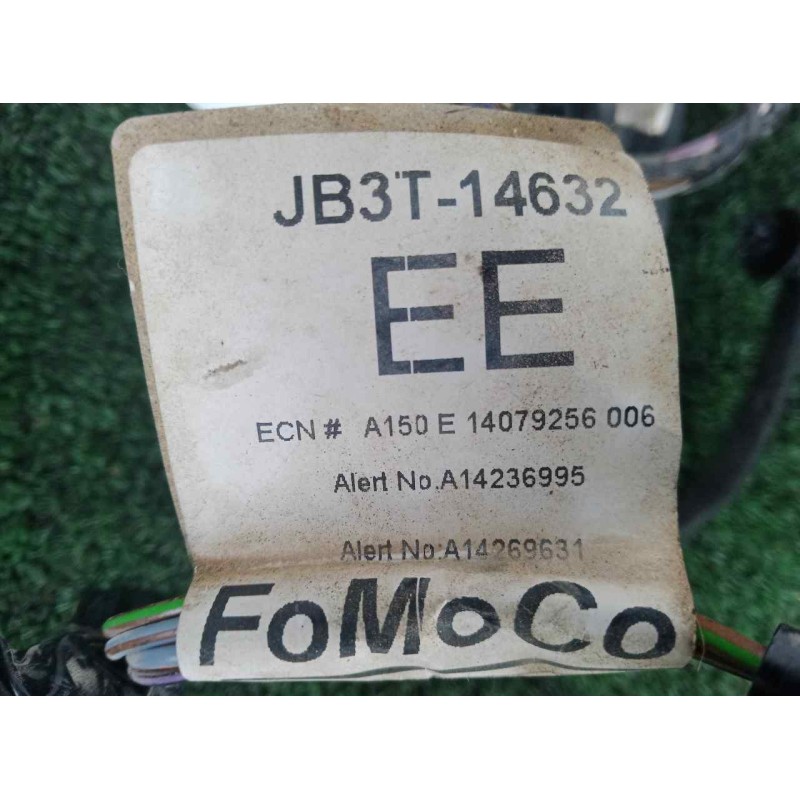 JB3T-14632
EE
ECN # A150 E 14079256 006
Alert No.A14236995
Alert No:A14269631
FoMoCo